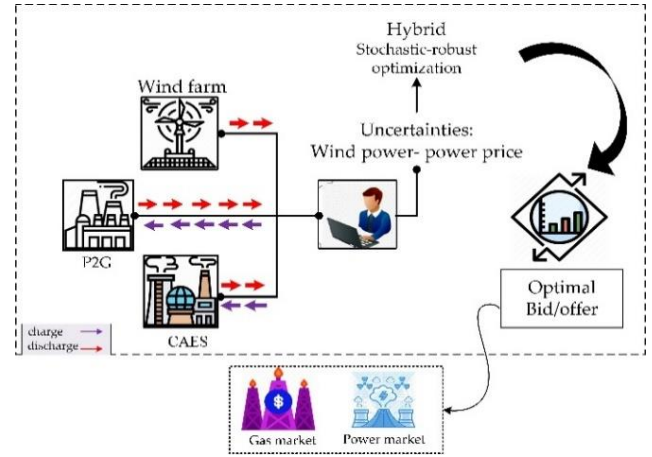 Hybrid
Stochastic-robust
optimization
Wind farm
Uncertainties:
Wind power- power price
P2G
CAES
Optimal
Bid/offer
charge
discharge
Gas market
Power market